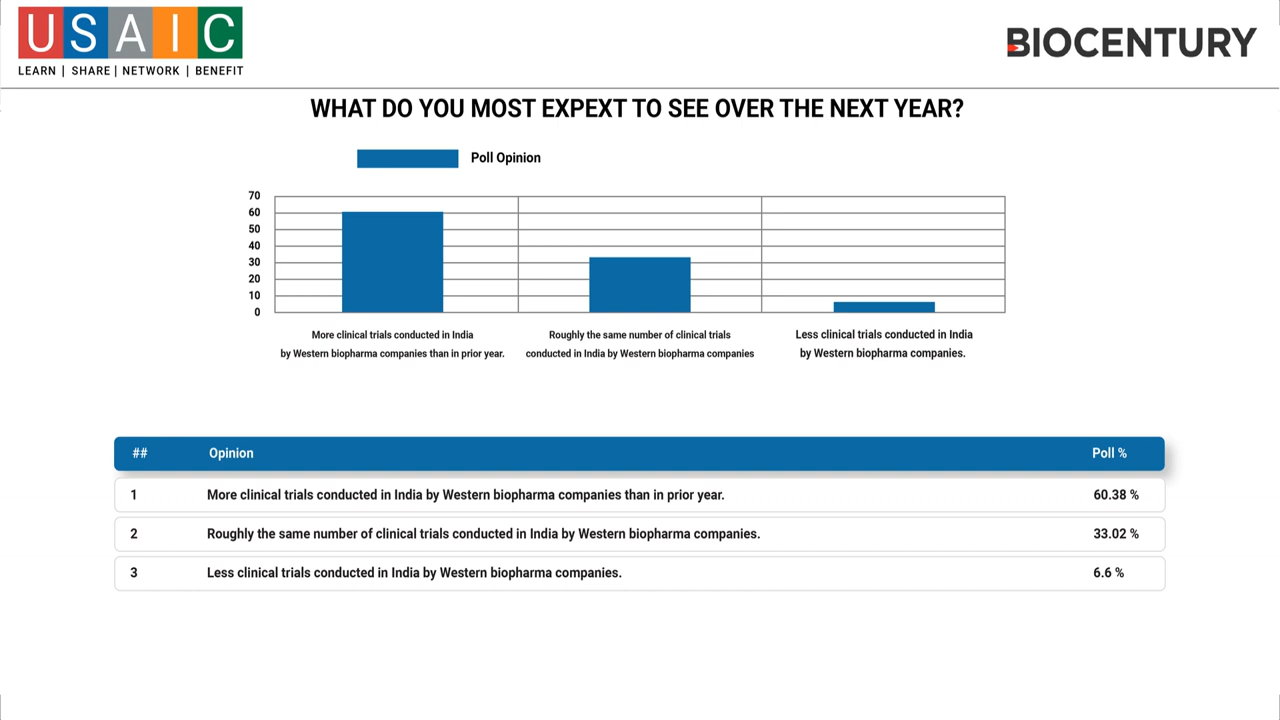 USAIC
LEARN | SHARE | NETWORK | BENEFIT
BIOCENTURY
WHAT DO YOU MOST EXPEXT TO SEE OVER THE NEXT YEAR?
Poll Opinion
70
60
50
40
30
20
10
0
More clinical trials conducted in India
by Western biopharma companies than in prior year.
Roughly the same number of clinical trials
conducted in India by Western biopharma companies
Less clinical trials conducted in India
by Western biopharma companies.
## Opinion Poll %
1 More clinical trials conducted in India by Western biopharma companies than in prior year. 60.38 %
2 Roughly the same number of clinical trials conducted in India by Western biopharma companies. 33.02 %
3 Less clinical trials conducted in India by Western biopharma companies. 6.6 %